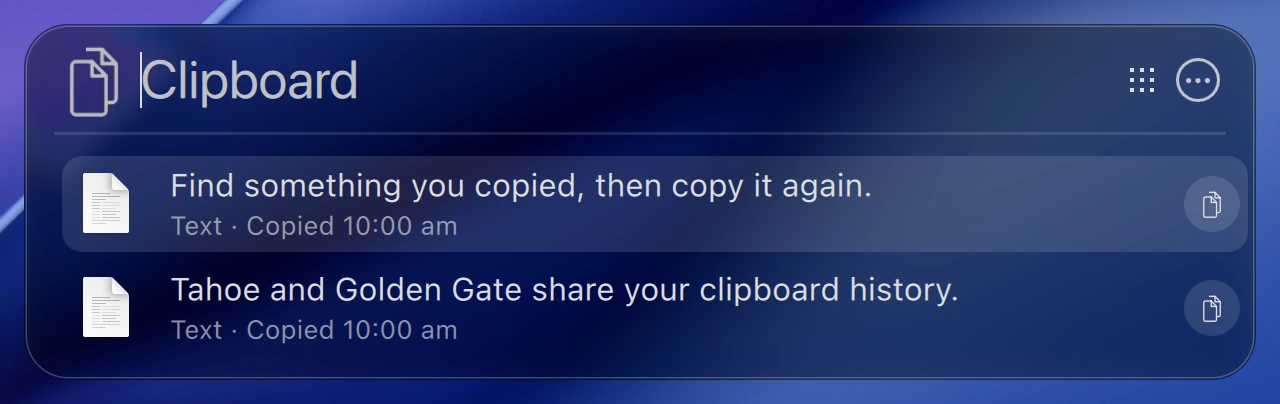 Clipboard
Find something you copied, then copy it again.
Text · Copied 10:00 am
Tahoe and Golden Gate share your clipboard history.
Text · Copied 10:00 am